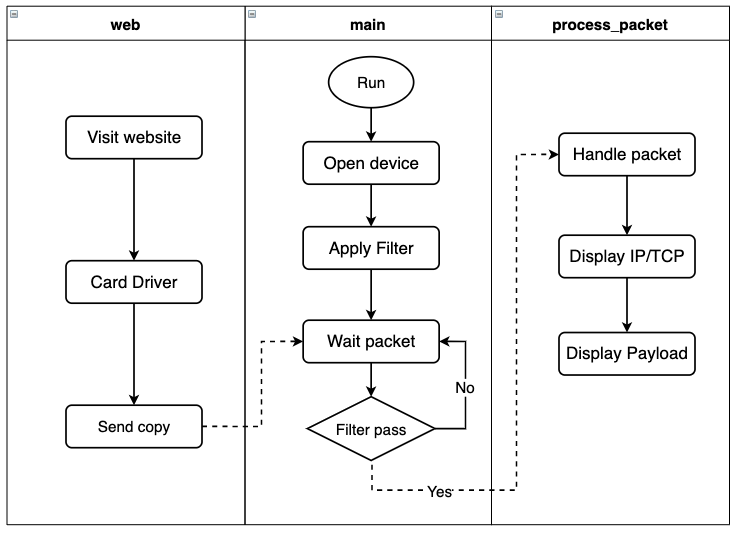 web
main
process_packet
Run
Visit website
Open device
Handle packet
Apply Filter
Display IP/TCP
Card Driver
Wait packet
Display Payload
No
Send copy
Filter pass
Yes